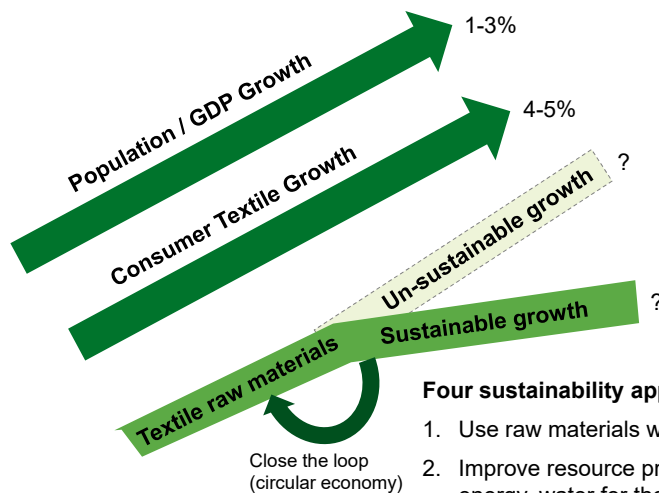 1-3%
Population / GDP Growth
4-5%
Consumer Textile Growth
?
Un-sustainable growth
?
Sustainable growth
Textile raw materials
Close the loop
(circular economy)
Four sustainability app
1. Use raw materials w
2. Improve resource pr